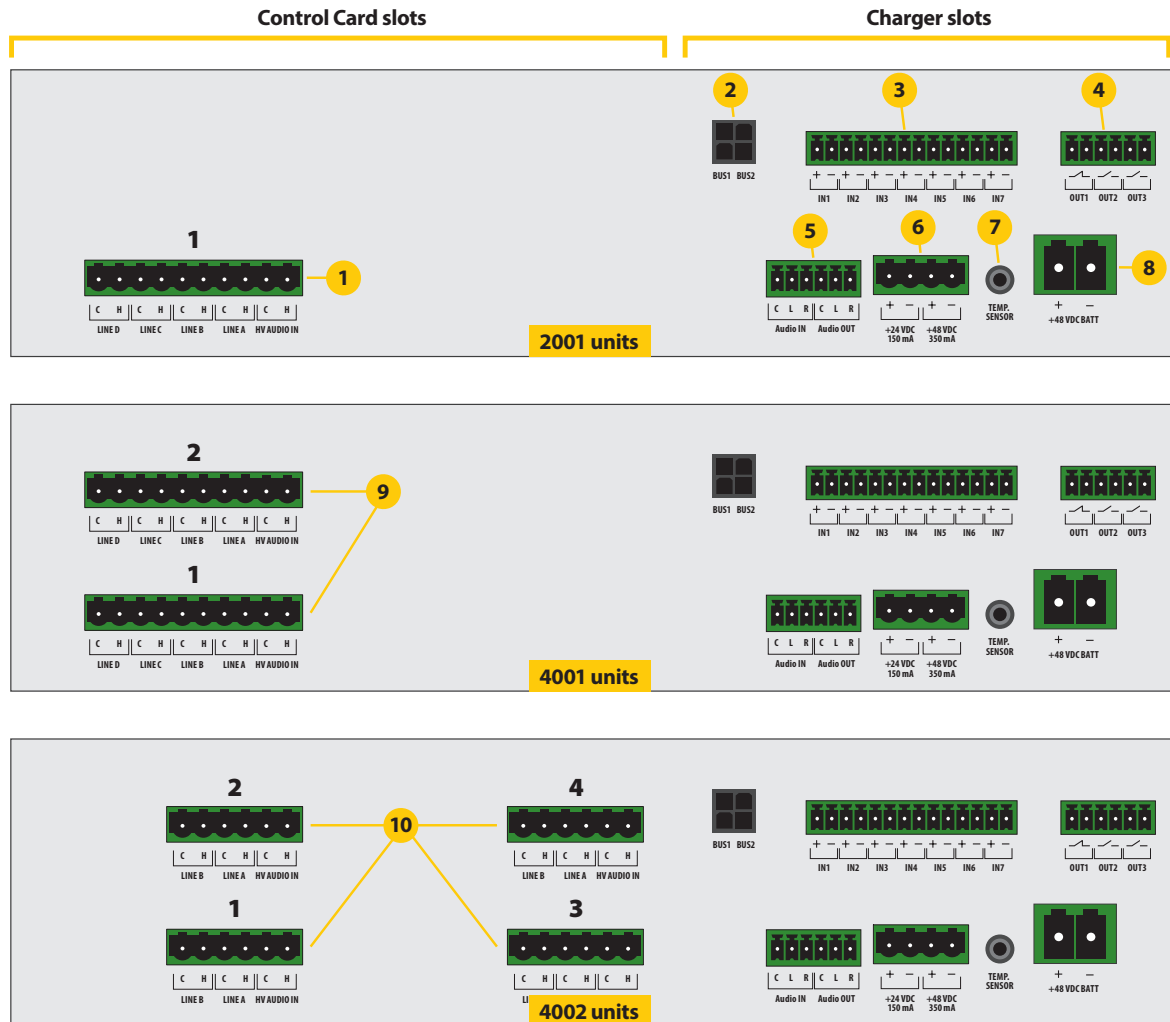 Control Card slots
Charger slots
2
3
4
BUS1 BUS2
+ − + − + − + − + − + − + −
IN1 IN2 IN3 IN4 IN5 IN6 IN7
OUT1 OUT2 OUT3
1
1
5
6
7
8
C H C H C H C H C H
LINE D LINE C LINE B LINE A HV AUDIO IN
C L R C L R
Audio IN Audio OUT
+ − + −
+24 VDC +48 VDC
150 mA 350 mA
TEMP.
SENSOR
+ −
+48 VDC BATT
2001 units
2
9
C H C H C H C H C H
LINE D LINE C LINE B LINE A HV AUDIO IN
BUS1 BUS2
+ − + − + − + − + − + − + −
IN1 IN2 IN3 IN4 IN5 IN6 IN7
OUT1 OUT2 OUT3
1
C H C H C H C H C H
LINE D LINE C LINE B LINE A HV AUDIO IN
C L R C L R
Audio IN Audio OUT
+ − + −
+24 VDC +48 VDC
150 mA 350 mA
TEMP.
SENSOR
+ −
+48 VDC BATT
4001 units
2
4
10
C H C H C H
LINE B LINE A HV AUDIO IN
C H C H C H
LINE B LINE A HV AUDIO IN
BUS1 BUS2
+ − + − + − + − + − + − + −
IN1 IN2 IN3 IN4 IN5 IN6 IN7
OUT1 OUT2 OUT3
1
3
C H C H C H
LINE B LINE A HV AUDIO IN
C H C H C H
C L R C L R
Audio IN Audio OUT
+ − + −
+24 VDC +48 VDC
150 mA 350 mA
TEMP.
SENSOR
+ −
+48 VDC BATT
4002 units